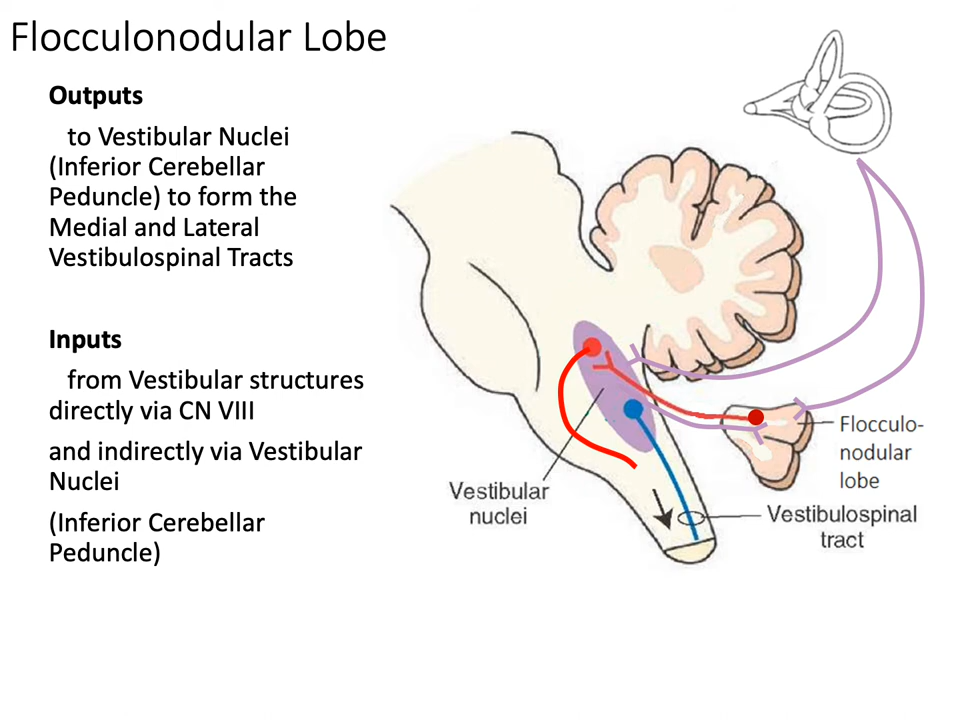 Flocculonodular Lobe
Outputs
to Vestibular Nuclei
(Inferior Cerebellar
Peduncle) to form the
Medial and Lateral
Vestibulospinal Tracts
Inputs
from Vestibular structures
directly via CN VIII
and indirectly via Vestibular
Nuclei
(Inferior Cerebellar
Peduncle)
Vestibular
nuclei
Flocculo-
nodular
lobe
Vestibulospinal
tract